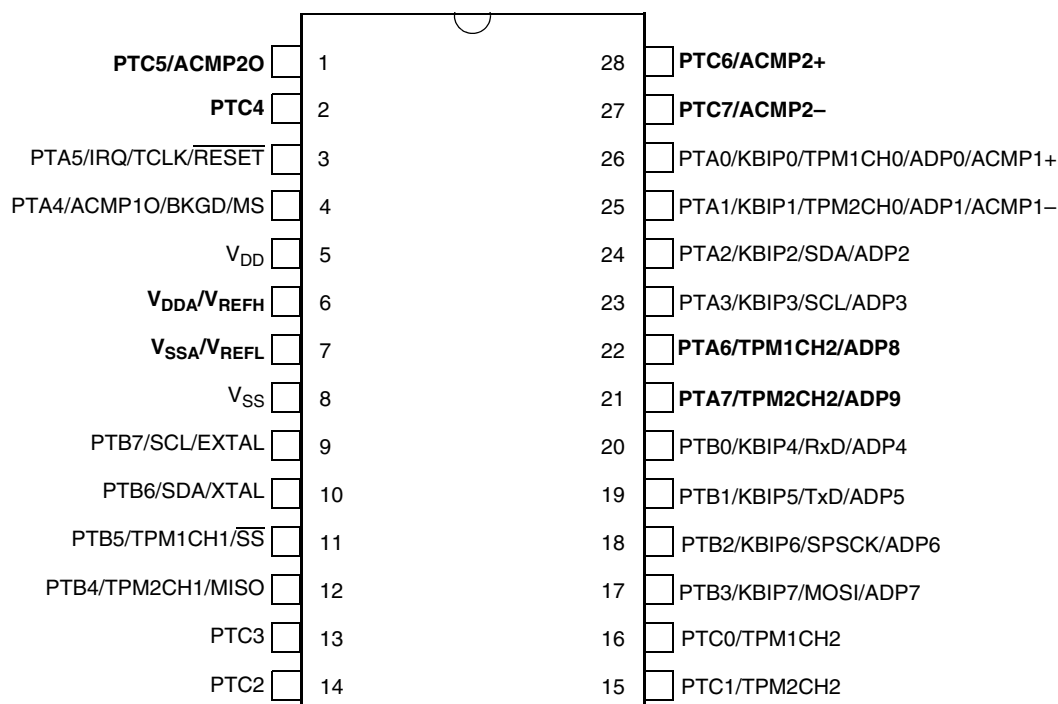 PTC5/ACMP2O 1 28 PTC6/ACMP2+
PTC4 2 27 PTC7/ACMP2–
PTA5/IRQ/TCLK/RESET 3 26 PTA0/KBIP0/TPM1CH0/ADP0/ACMP1+
PTA4/ACMP1O/BKGD/MS 4 25 PTA1/KBIP1/TPM2CH0/ADP1/ACMP1–
VDD 5 24 PTA2/KBIP2/SDA/ADP2
VDDA/VREFH 6 23 PTA3/KBIP3/SCL/ADP3
VSSA/VREFL 7 22 PTA6/TPM1CH2/ADP8
VSS 8 21 PTA7/TPM2CH2/ADP9
PTB7/SCL/EXTAL 9 20 PTB0/KBIP4/RxD/ADP4
PTB6/SDA/XTAL 10 19 PTB1/KBIP5/TxD/ADP5
PTB5/TPM1CH1/SS 11 18 PTB2/KBIP6/SPSCK/ADP6
PTB4/TPM2CH1/MISO 12 17 PTB3/KBIP7/MOSI/ADP7
PTC3 13 16 PTC0/TPM1CH2
PTC2 14 15 PTC1/TPM2CH2